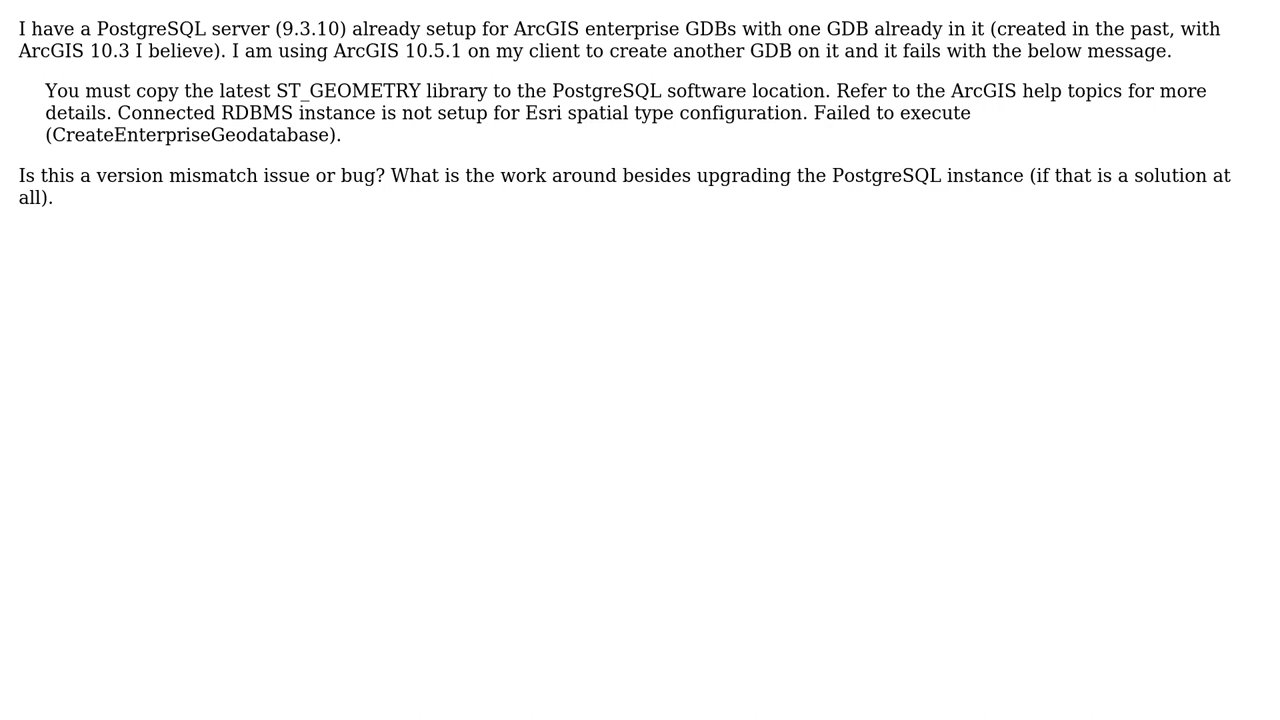 I have a PostgreSQL server (9.3.10) already setup for ArcGIS enterprise GDBs with one GDB already in it (created in the past, with
ArcGIS 10.3 I believe). I am using ArcGIS 10.5.1 on my client to create another GDB on it and it fails with the below message.
You must copy the latest ST_GEOMETRY library to the PostgreSQL software location. Refer to the ArcGIS help topics for more
details. Connected RDBMS instance is not setup for Esri spatial type configuration. Failed to execute
(CreateEnterpriseGeodatabase).
Is this a version mismatch issue or bug? What is the work around besides upgrading the PostgreSQL instance (if that is a solution at
all).